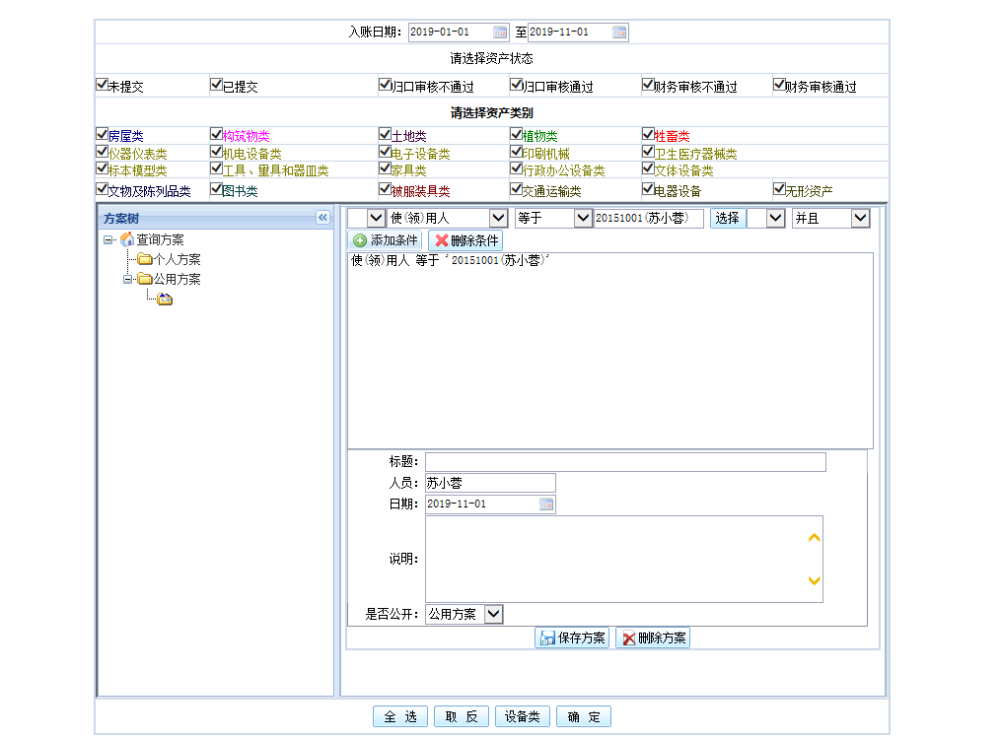 入账日期： 2019-01-01 至 2019-11-01
请选择资产状态
未提交 已提交 归口审核不通过 归口审核通过 财务审核不通过 财务审核通过
请选择资产类别
房屋类 构筑物类 土地类 植物类 牲畜类
仪器仪表类 机电设备类 电子设备类 印刷机械 卫生医疗器械类
标本模型类 工具、量具和器皿类 家具类 行政办公设备类 文体设备类
文物及陈列品类 图书类 被服装具类 交通运输类 电器设备 无形资产
方案树
查询方案
个人方案
公用方案
使(领)用人 等于 20151001(苏小蓉) 选择 并且
添加条件 删除条件
使(领)用人 等于 '20151001(苏小蓉)'
标题：
人员： 苏小蓉
日期： 2019-11-01
说明：
是否公开： 公用方案
保存方案 删除方案
全 选 取 反 设备类 确 定